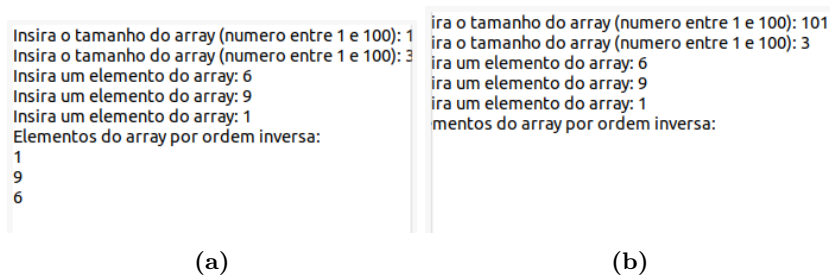 Insira o tamanho do array (numero entre 1 e 100): 1
Insira o tamanho do array (numero entre 1 e 100): 3
Insira um elemento do array: 6
Insira um elemento do array: 9
Insira um elemento do array: 1
Elementos do array por ordem inversa:
1
9
6
(a)
ira o tamanho do array (numero entre 1 e 100): 101
ira o tamanho do array (numero entre 1 e 100): 3
ira um elemento do array: 6
ira um elemento do array: 9
ira um elemento do array: 1
mentos do array por ordem inversa:
(b)